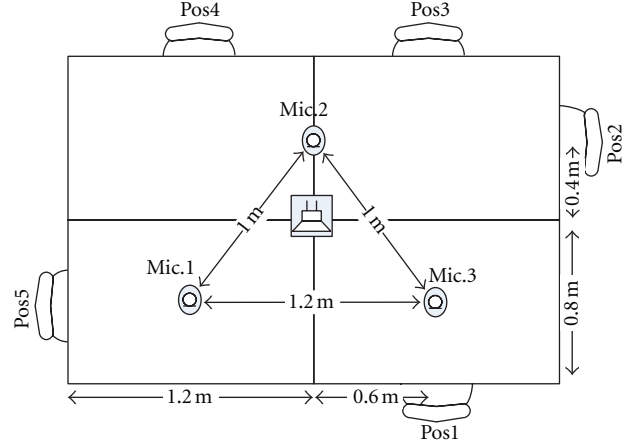 Pos4
Pos3
Mic.2
Pos2
0.4 m
1 m
1 m
Mic.1
Mic.3
Pos5
1.2 m
0.8 m
1.2 m
0.6 m
Pos1